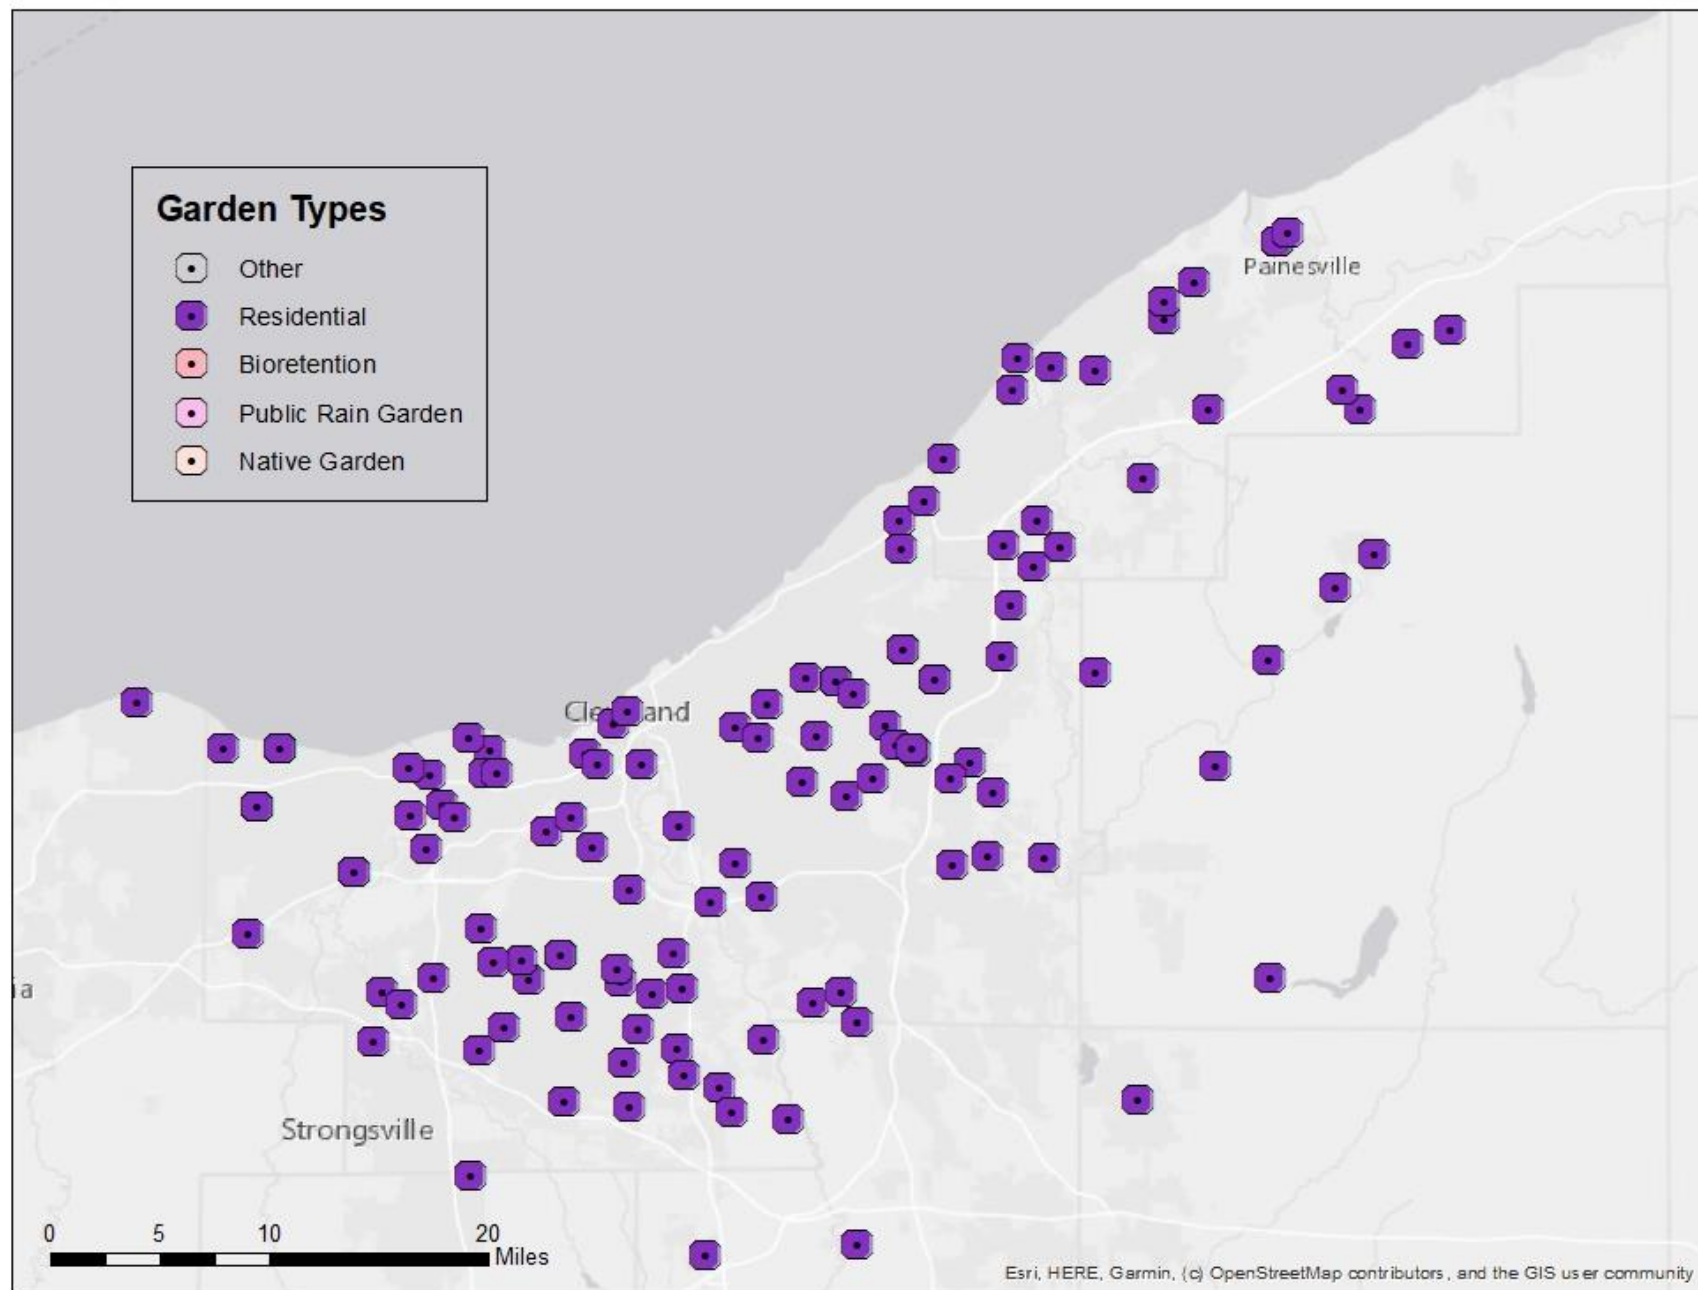 Garden Types
Other
Residential
Bioretention
Public Rain Garden
Native Garden
Painesville
Cleveland
ia
Strongsville
0 5 10 20
Miles
Esri, HERE, Garmin, (c) OpenStreetMap contributors, and the GIS user community